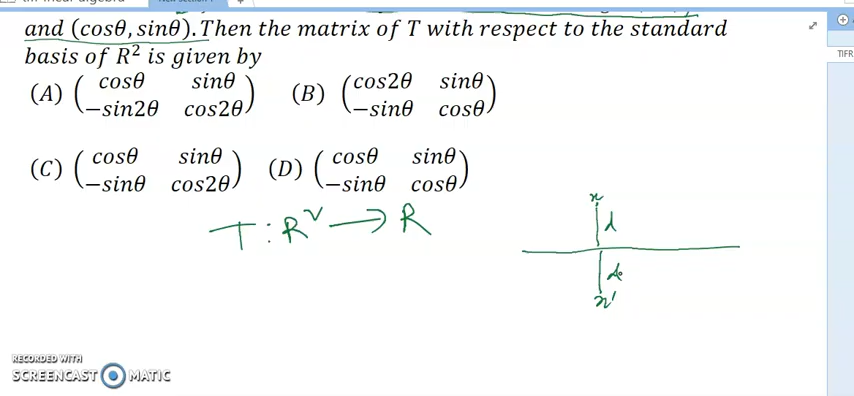 and (cosθ, sinθ). Then the matrix of T with respect to the standard
basis of R² is given by
(A) (cosθ sinθ −sin2θ cos2θ) (B) (cos2θ sinθ −sinθ cosθ)
(C) (cosθ sinθ −sinθ cos2θ) (D) (cosθ sinθ −sinθ cosθ)
T : R² → R
x
d
d
x'
TIFR
RECORDED WITH
SCREENCAST MATIC